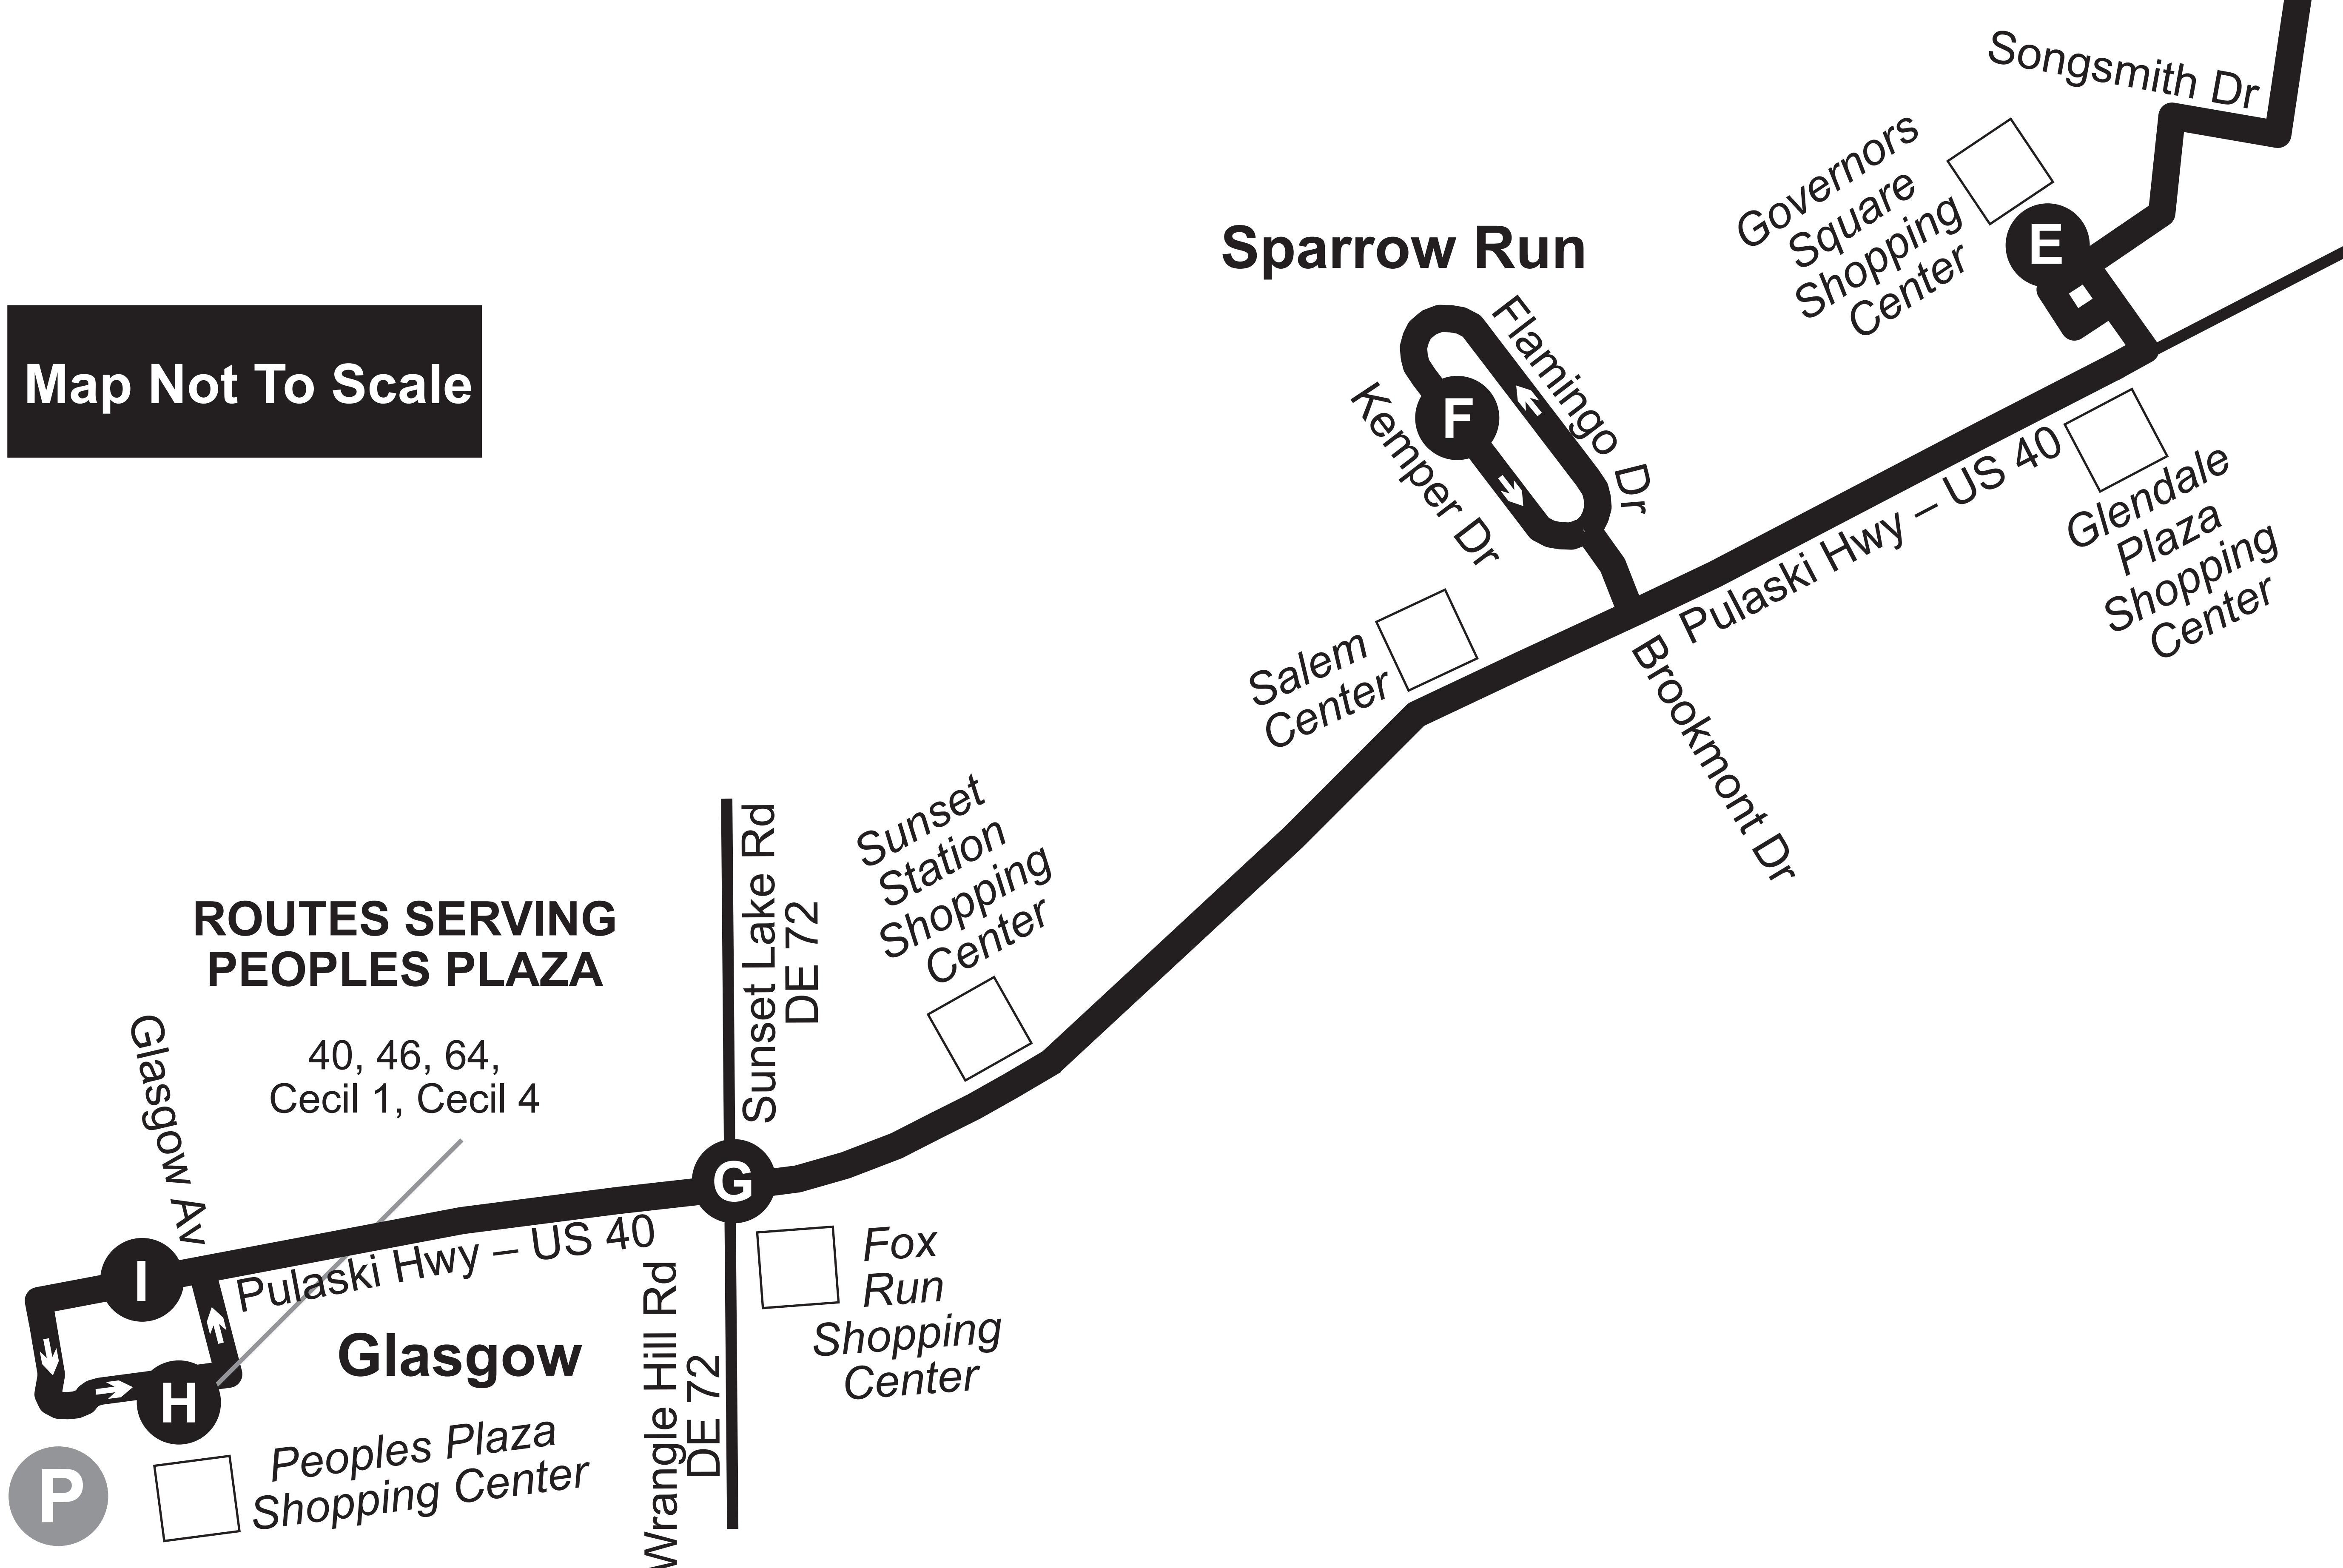 Songsmith Dr
Governors
Square
Shopping
Center
E
Sparrow Run
Flamingo Dr
Kemper Dr
F
Map Not To Scale
Pulaski Hwy – US 40
Glendale
Plaza
Shopping
Center
Salem
Center
Brookmont Dr
Sunset
Station
Shopping
Center
Sunset Lake Rd
DE 72
ROUTES SERVING
PEOPLES PLAZA
40, 46, 64,
Cecil 1, Cecil 4
Glasgow Av
G
I
Pulaski Hwy – US 40
Fox
Run
Shopping
Center
Wrangle Hill Rd
DE 72
Glasgow
H
Peoples Plaza
Shopping Center
P